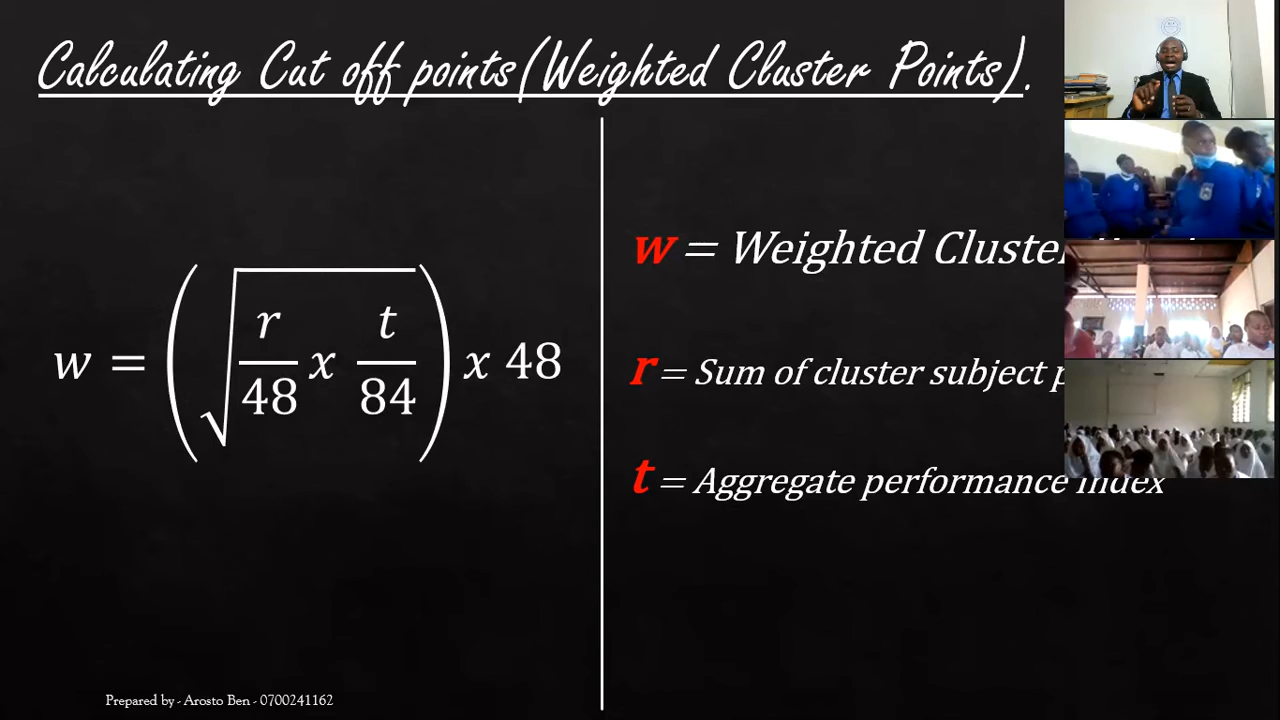 Calculating Cut off points(Weighted Cluster Points).
w = (√(r/48 x t/84)) x 48
w = Weighted Cluster
r = Sum of cluster subject
t = Aggregate performance index
Prepared by - Arosto Ben - 0700241162